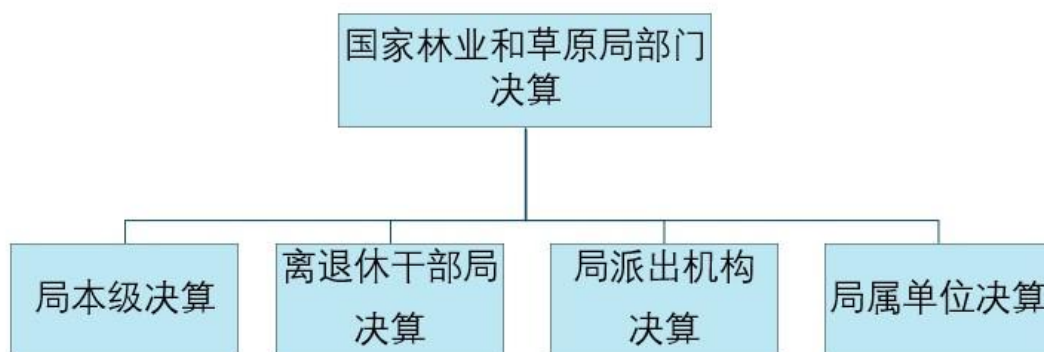 国家林业和草原局部门
决算
局本级决算
离退休干部局
决算
局派出机构
决算
局属单位决算